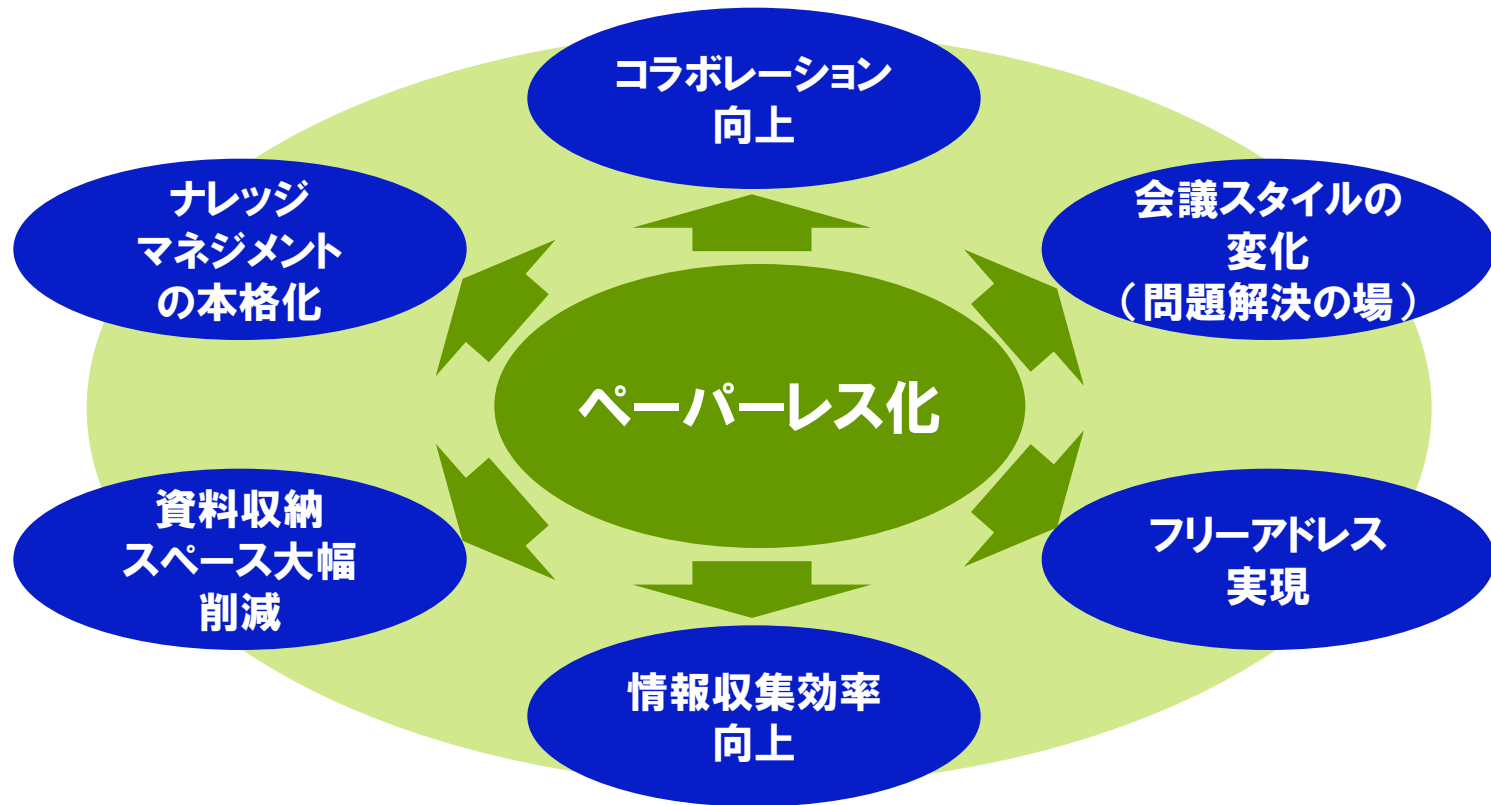 コラボレーション
向上
ナレッジ
マネジメント
の本格化
会議スタイルの
変化
（問題解決の場）
ペーパーレス化
資料収納
スペース大幅
削減
フリーアドレス
実現
情報収集効率
向上